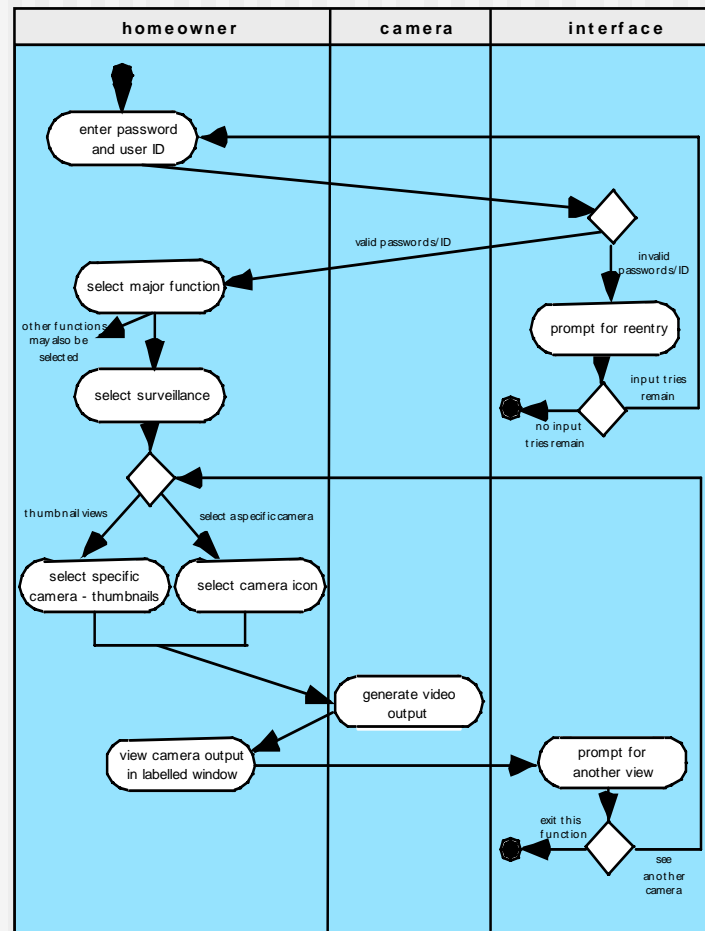 homeowner
camera
interface
enter password
and user ID
valid passwords/ID
invalid
passwords/ID
select major function
prompt for reentry
other functions
may also be
selected
input tries
remain
select surveillance
no input
tries remain
thumbnail views
select a specific camera
select specific
camera - thumbnails
select camera icon
generate video
output
view camera output
in labelled window
prompt for
another view
exit this
function
see
another
camera